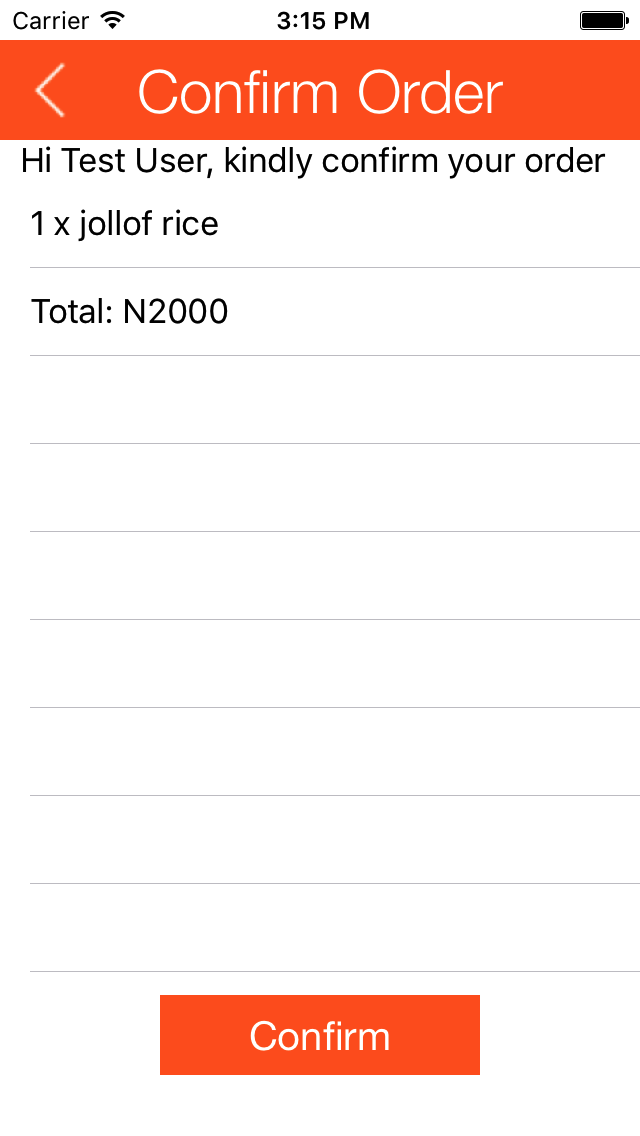 Carrier 3:15 PM
Confirm Order
Hi Test User, kindly confirm your order
1 x jollof rice
Total: N2000
Confirm